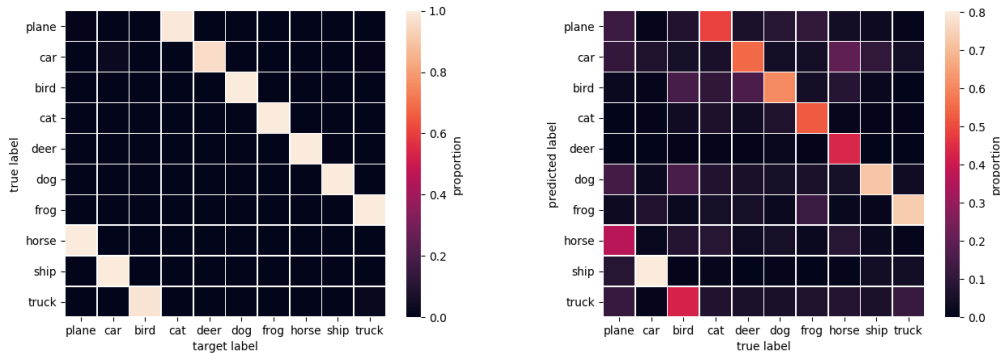 plane
car
bird
cat
deer
dog
frog
horse
ship
truck
true label
plane car bird cat deer dog frog horse ship truck
target label
1.0
0.8
0.6
0.4
0.2
0.0
proportion
plane
car
bird
cat
deer
dog
frog
horse
ship
truck
predicted label
plane car bird cat deer dog frog horse ship truck
true label
0.8
0.7
0.6
0.5
0.4
0.3
0.2
0.1
0.0
proportion